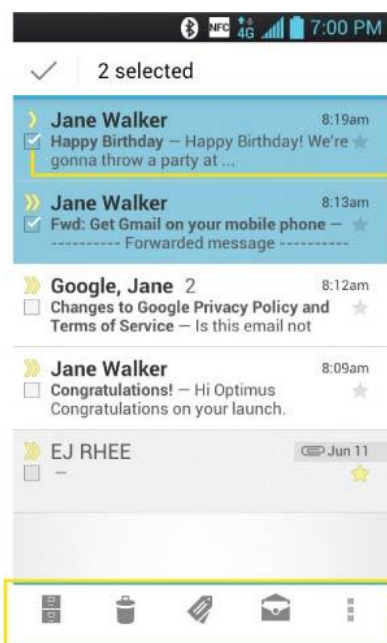 NFC 4G 7:00 PM
2 selected
Jane Walker 8:19am
Happy Birthday – Happy Birthday! We're
gonna throw a party at ...
Jane Walker 8:13am
Fwd: Get Gmail on your mobile phone –
---------- Forwarded message ----------
Google, Jane 2 8:12am
Changes to Google Privacy Policy and
Terms of Service – Is this email not
Jane Walker 8:09am
Congratulations! – Hi Optimus
Congratulations on your launch.
EJ RHEE Jun 11
–